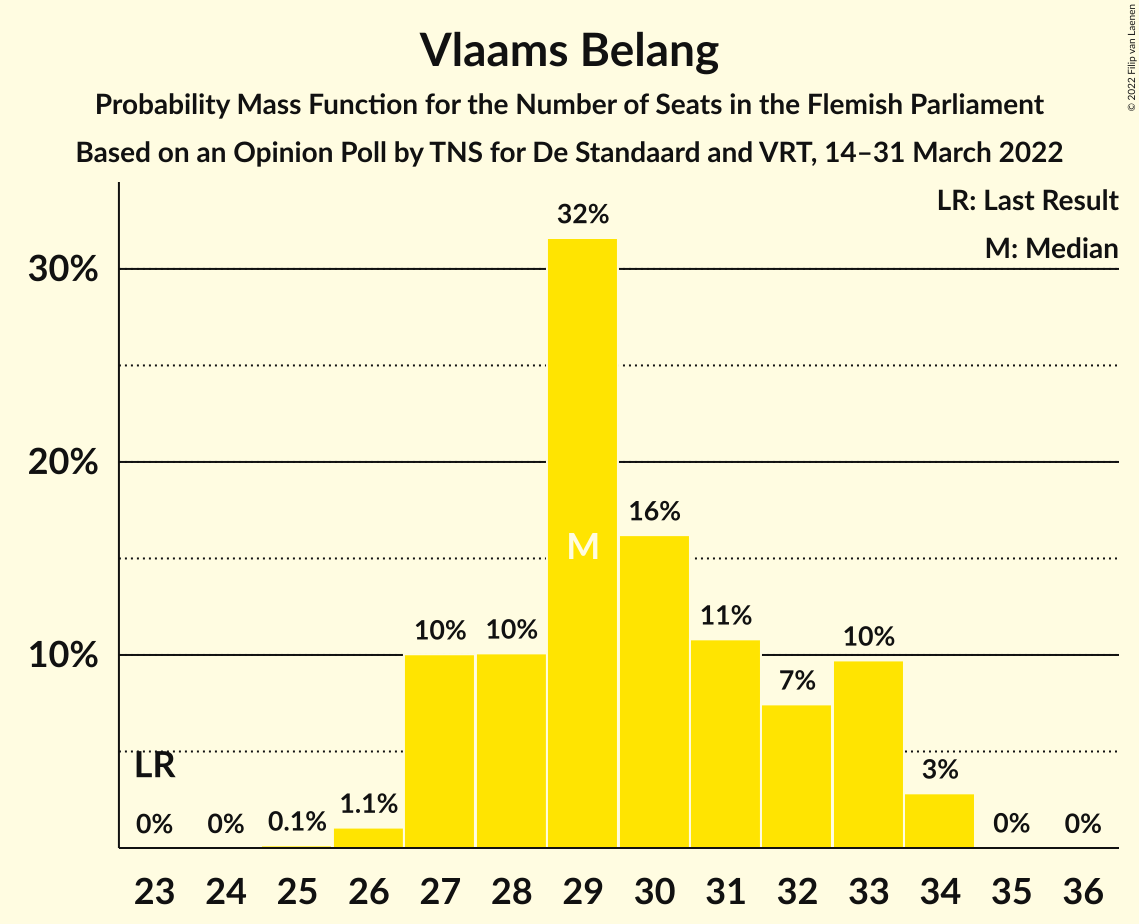 © 2022 Filip van Laenen
Vlaams Belang
Probability Mass Function for the Number of Seats in the Flemish Parliament
Based on an Opinion Poll by TNS for De Standaard and VRT, 14–31 March 2022
LR: Last Result
M: Median
30%
20%
10%
32%
16%
M
11%
10%
10%
10%
7%
3%
LR
0%
0%
0.1%
1.1%
0%
0%
23 24 25 26 27 28 29 30 31 32 33 34 35 36